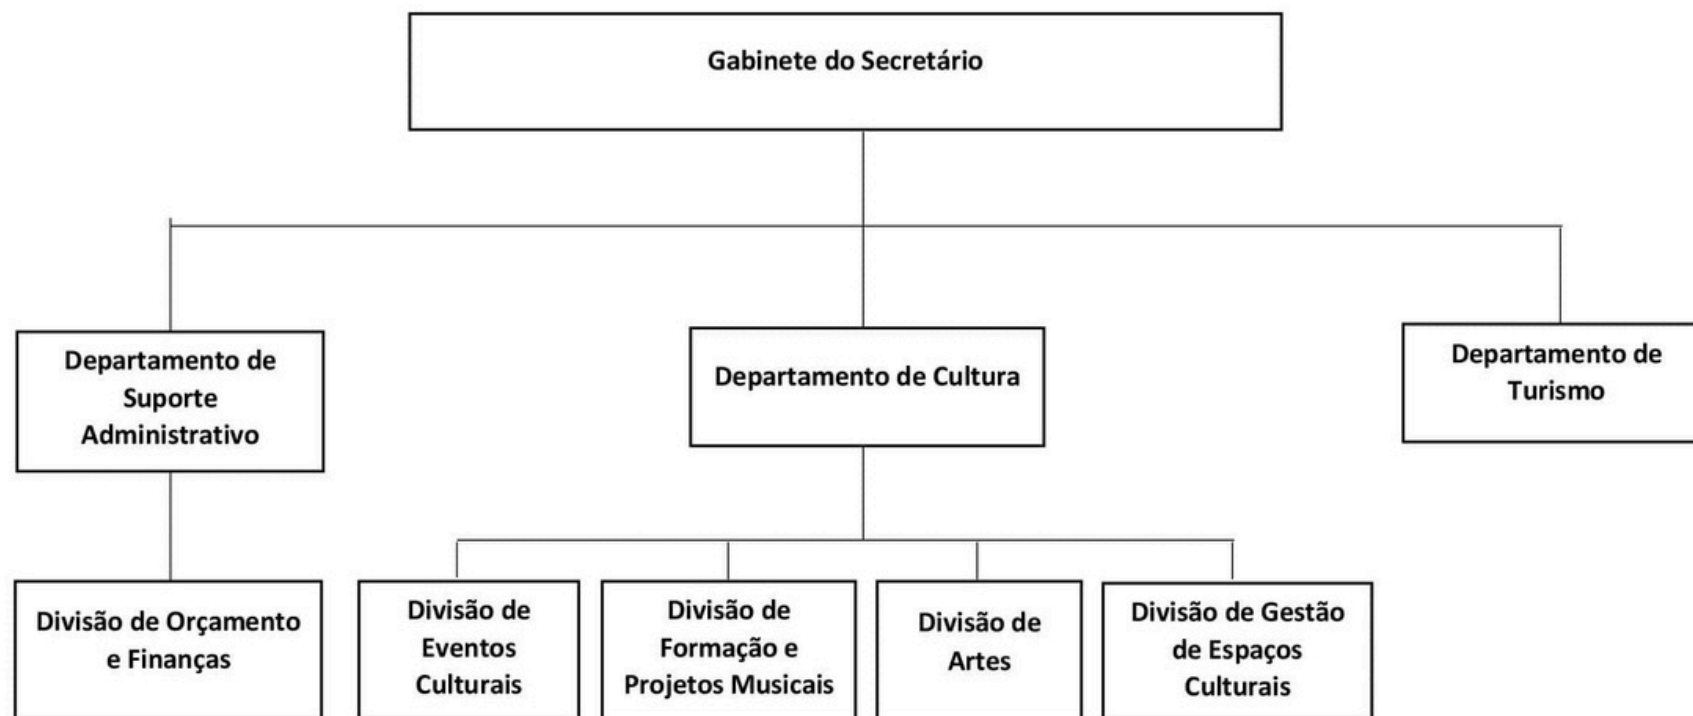 Gabinete do Secretário
Departamento de
Suporte
Administrativo
Departamento de Cultura
Departamento de
Turismo
Divisão de Orçamento
e Finanças
Divisão de
Eventos
Culturais
Divisão de
Formação e
Projetos Musicais
Divisão de
Artes
Divisão de Gestão
de Espaços
Culturais